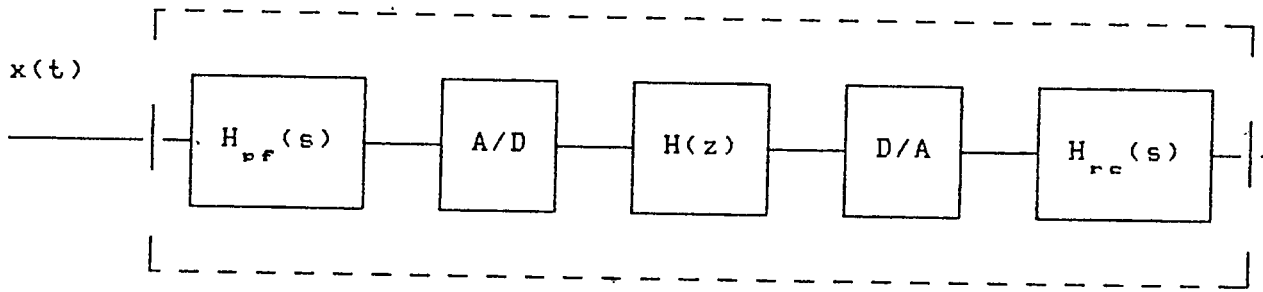 x(t)
H_pf(s)
A/D
H(z)
D/A
H_rc(s)